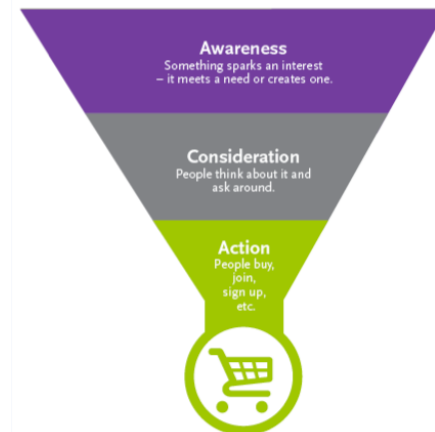 Awareness
Something sparks an interest
– it meets a need or creates one.
Consideration
People think about it and
ask around.
Action
People buy,
join,
sign up,
etc.